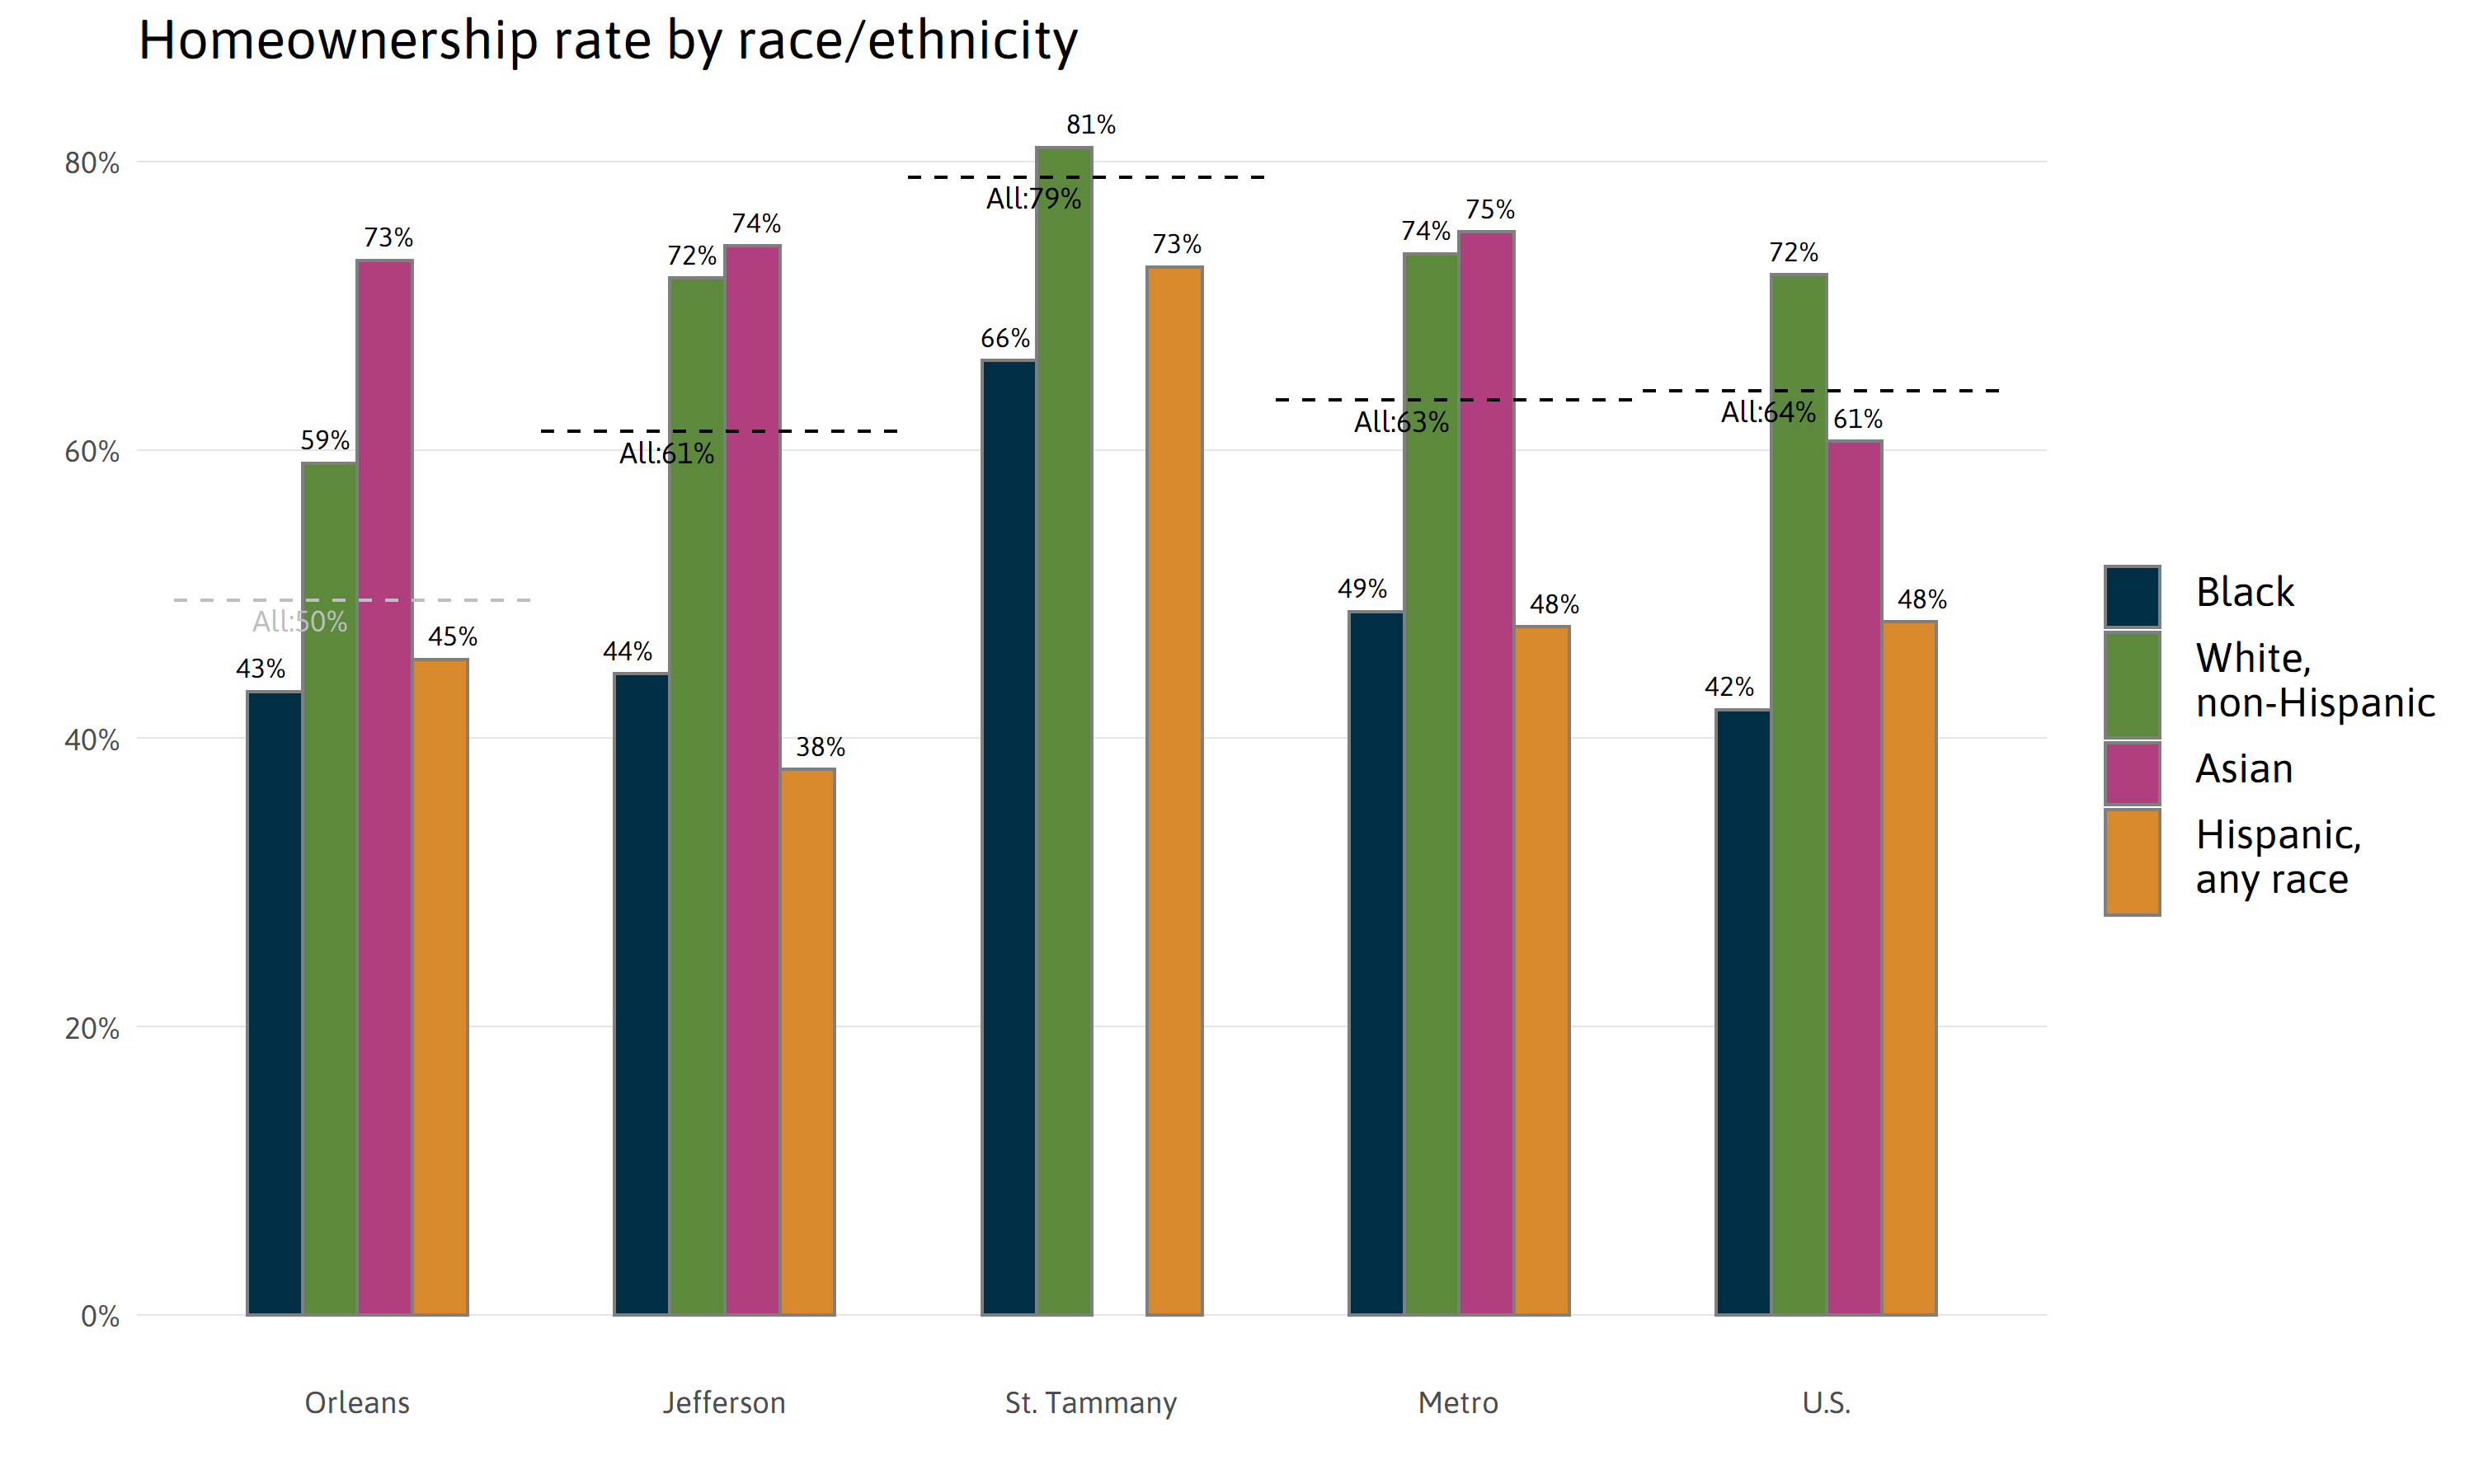 Homeownership rate by race/ethnicity
80%
60%
40%
20%
0%
43%
59%
73%
45%
All:50%
44%
72%
74%
38%
All:61%
66%
81%
73%
All:79%
49%
74%
75%
48%
All:63%
42%
72%
61%
48%
All:64%
Orleans
Jefferson
St. Tammany
Metro
U.S.
Black
White,
non-Hispanic
Asian
Hispanic,
any race